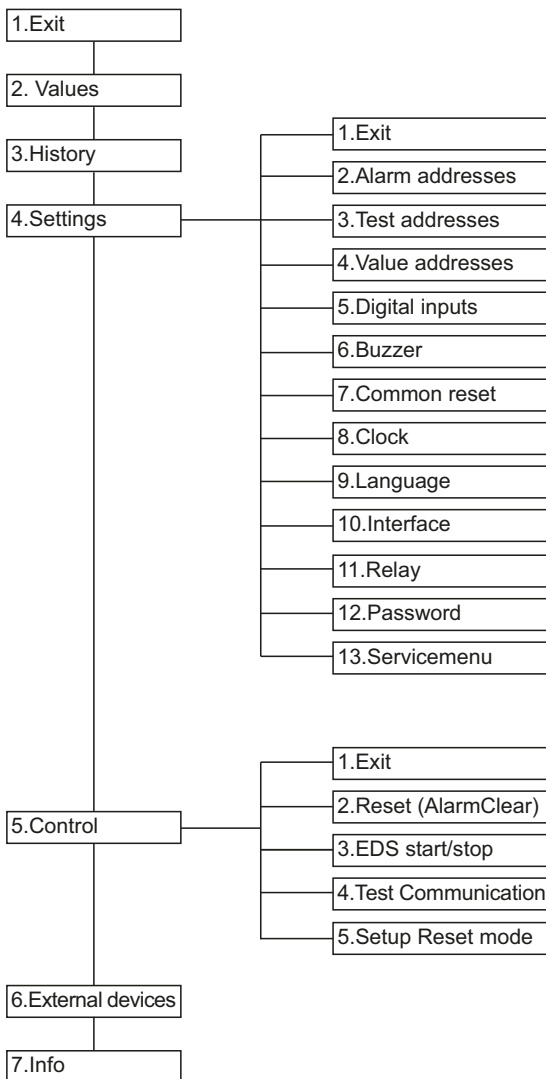 1.Exit
2. Values
3.History
4.Settings
1.Exit
2.Alarm addresses
3.Test addresses
4.Value addresses
5.Digital inputs
6.Buzzer
7.Common reset
8.Clock
9.Language
10.Interface
11.Relay
12.Password
13.Servicemenu
5.Control
1.Exit
2.Reset (AlarmClear)
3.EDS start/stop
4.Test Communication
5.Setup Reset mode
6.External devices
7.Info